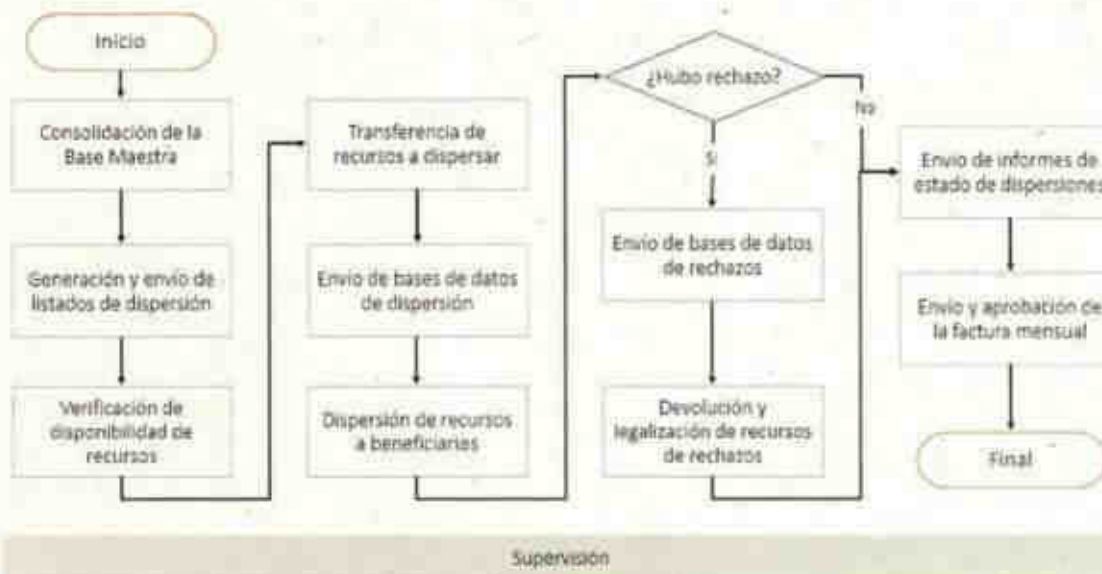 Inicio
Consolidación de la
Base Maestra
Generación y envío de
listados de dispersión
Verificación de
disponibilidad de
recursos
Transferencia de
recursos a dispersar
Envío de bases de datos
de dispersión
Dispersión de recursos
a beneficiarios
¿Hubo rechazo?
No
Si
Envío de bases de datos
de rechazos
Devolución y
legalización de recursos
de rechazos
Envío de informes de
estado de dispersiones
Envío y aprobación de
la factura mensual
Final
Supervisión